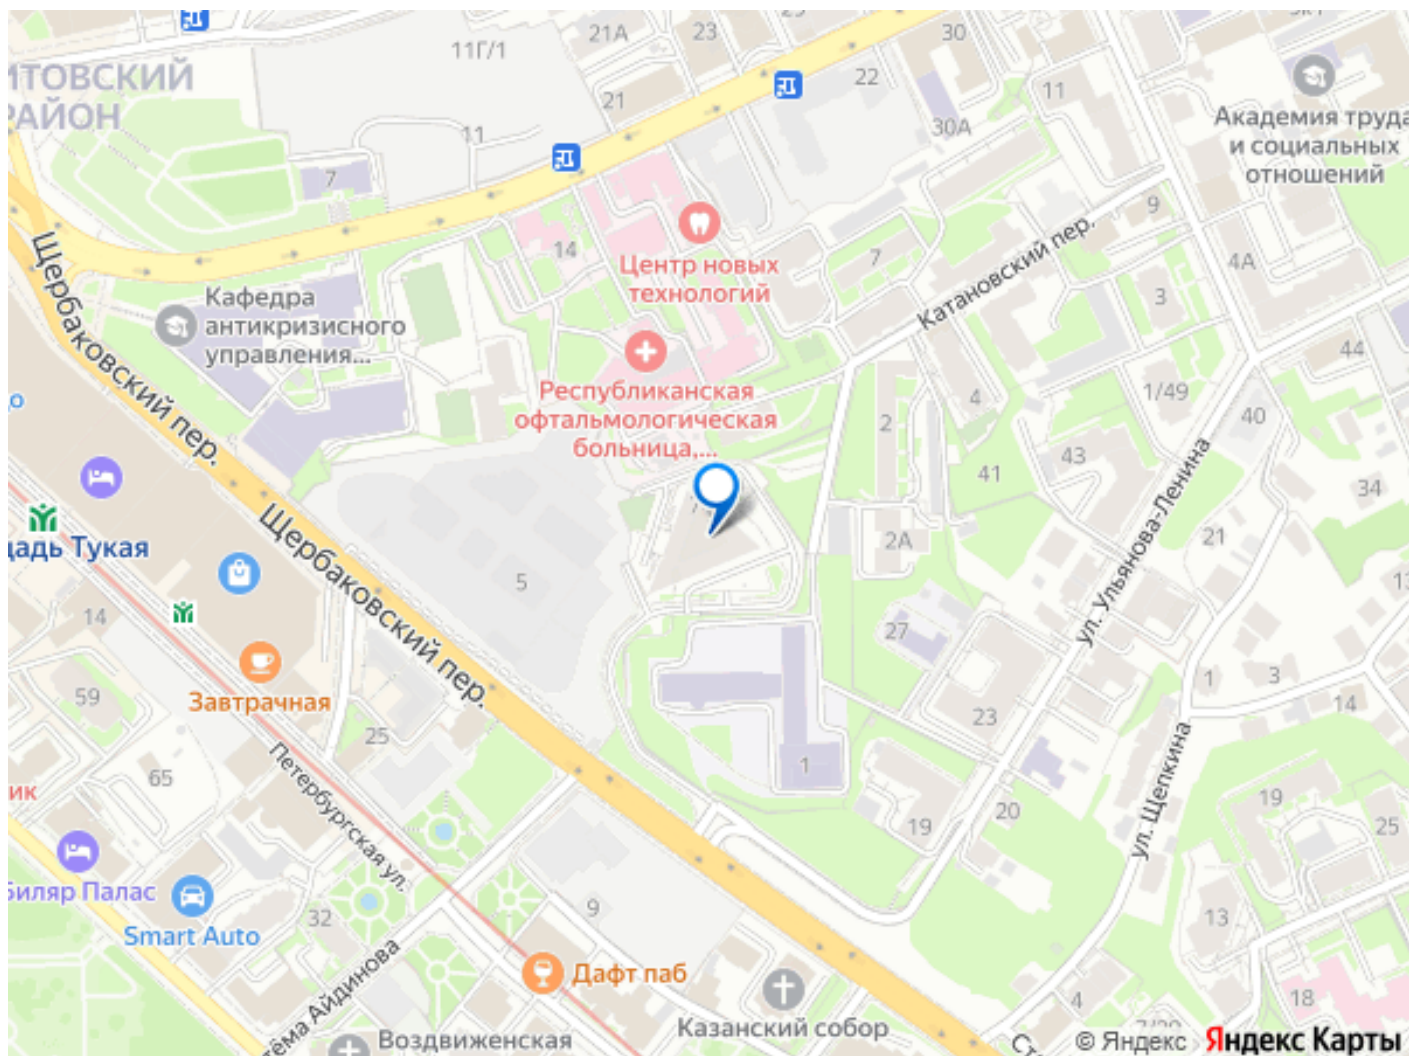 11Г/1
21А
23
30
22
21
11
11
30А
Академия труда
и социальных
отношений
ИТОВСКИЙ
РАЙОН
7
14
Центр новых
технологий
7
9
4А
3
Катановский пер.
Кафедра
антикризисного
управления...
Щербаковский пер.
Республиканская
офтальмологическая
больница,...
44
1/49
40
2
4
41
43
34
21
2А
ул. Ульянова-Ленина
щадь Тукая
14
Щербаковский пер.
5
27
Завтрачная
59
25
65
Петербургская ул.
23
1
3
14
1
ул. Щепкина
20
19
19
25
ик
Биляр Палас
Smart Auto
32
9
13
Дафт паб
тёма Айдинова
Воздвиженская
Казанский собор
4
18
© Яндекс
Яндекс Карты